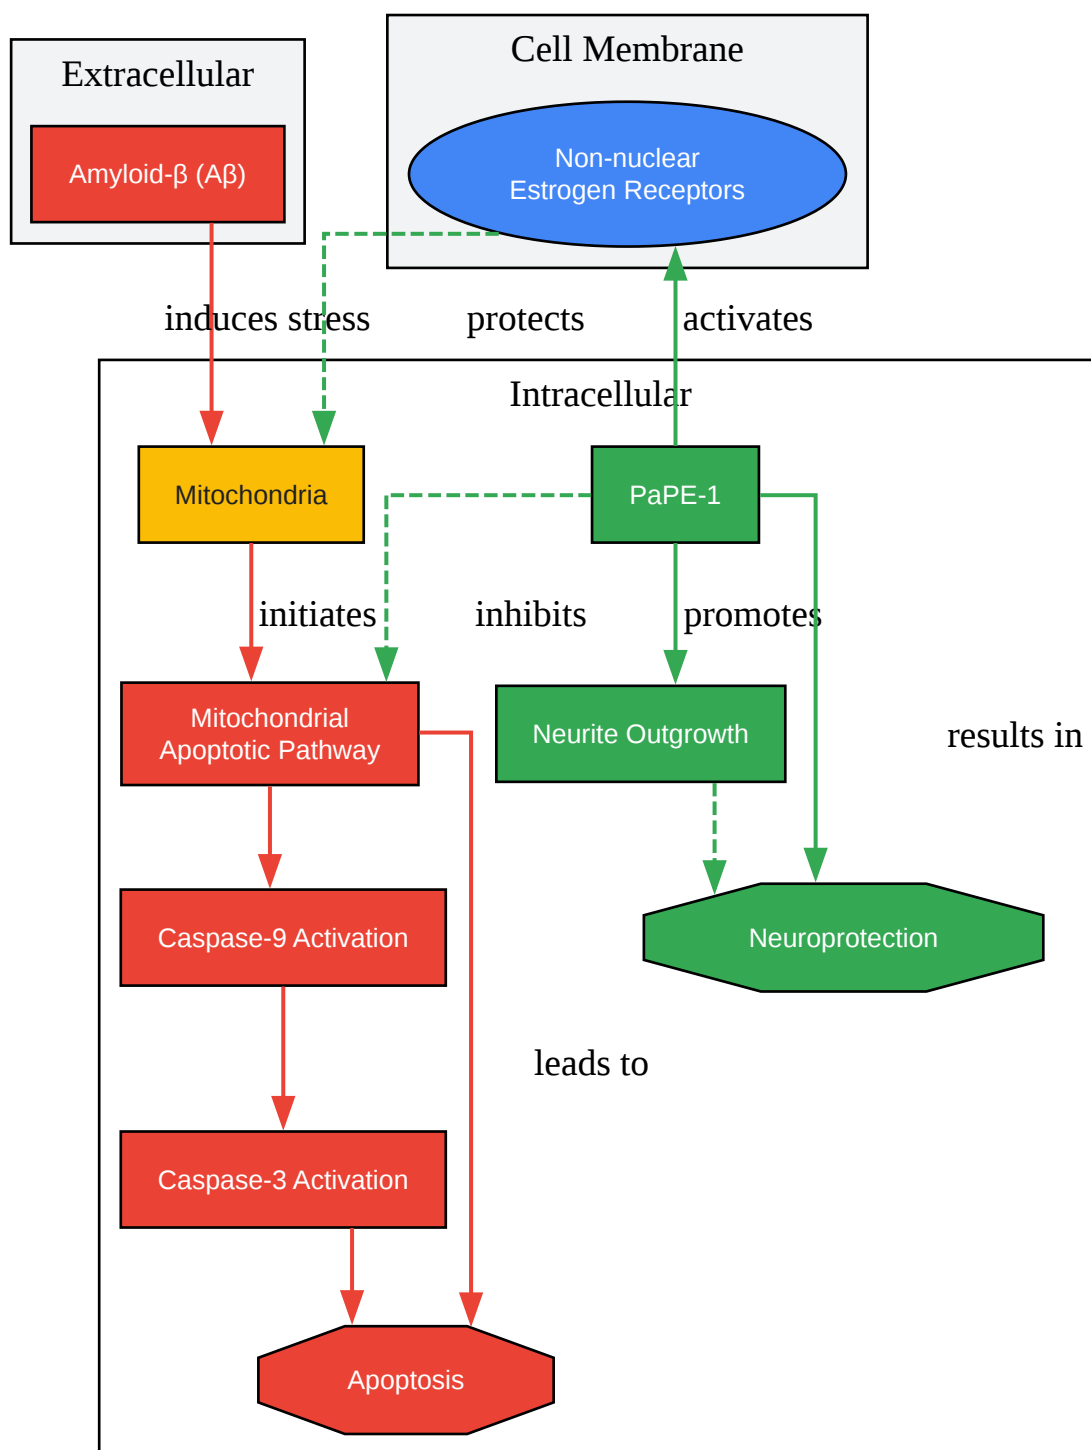 Extracellular
Cell Membrane
Amyloid-β (Aβ)
Non-nuclear
Estrogen Receptors
induces stress
protects
activates
Intracellular
Mitochondria
PaPE-1
initiates
inhibits
promotes
Mitochondrial
Apoptotic Pathway
Neurite Outgrowth
results in
Caspase-9 Activation
Neuroprotection
leads to
Caspase-3 Activation
Apoptosis